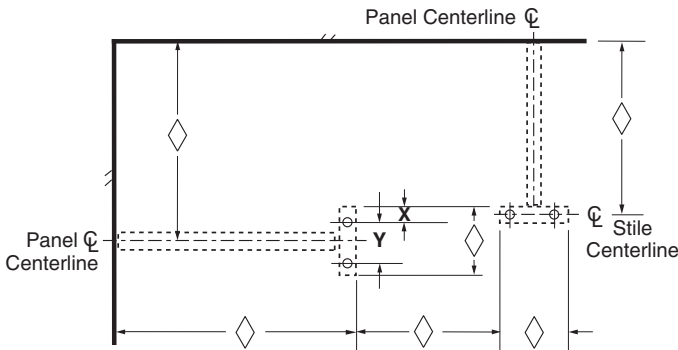 Panel Centerline ℄
X
Y
Panel ℄
Centerline
℄ Stile
Centerline